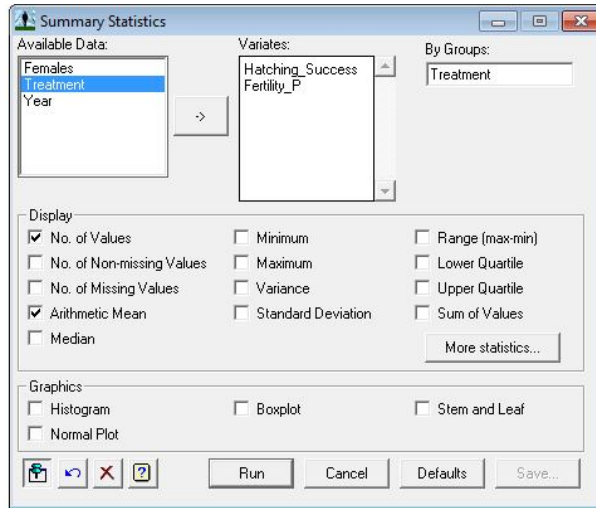 Summary Statistics
Available Data:
Variates:
By Groups:
Females
Treatment
Year
->
Hatching_Success
Fertility_P
Treatment
Display
No. of Values
Minimum
Range (max-min)
No. of Non-missing Values
Maximum
Lower Quartile
No. of Missing Values
Variance
Upper Quartile
Arithmetic Mean
Standard Deviation
Sum of Values
Median
More statistics...
Graphics
Histogram
Boxplot
Stem and Leaf
Normal Plot
Run
Cancel
Defaults
Save...